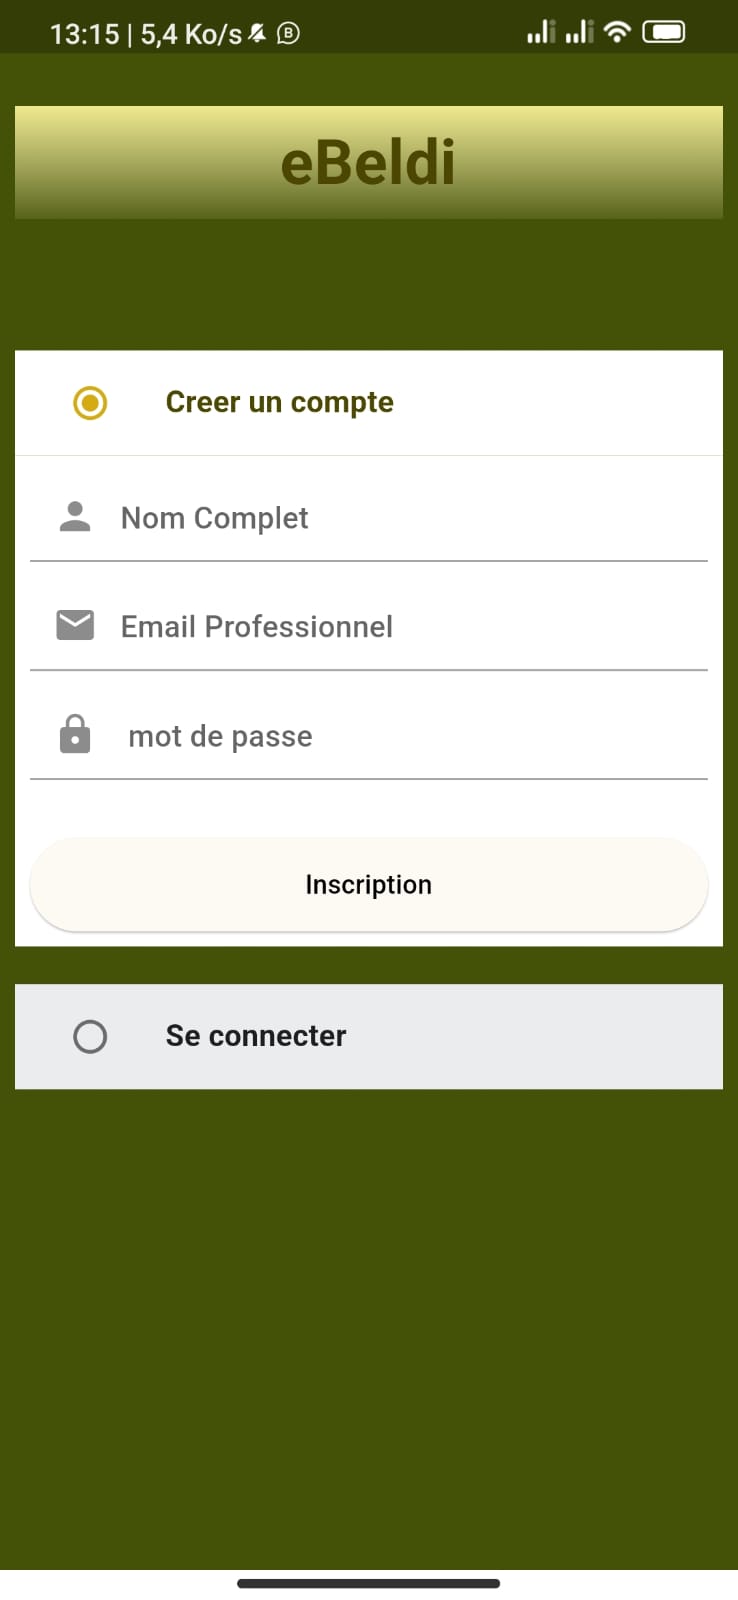 13:15 | 5,4 Ko/s
eBeldi
Creer un compte
Nom Complet
Email Professionnel
mot de passe
Inscription
Se connecter